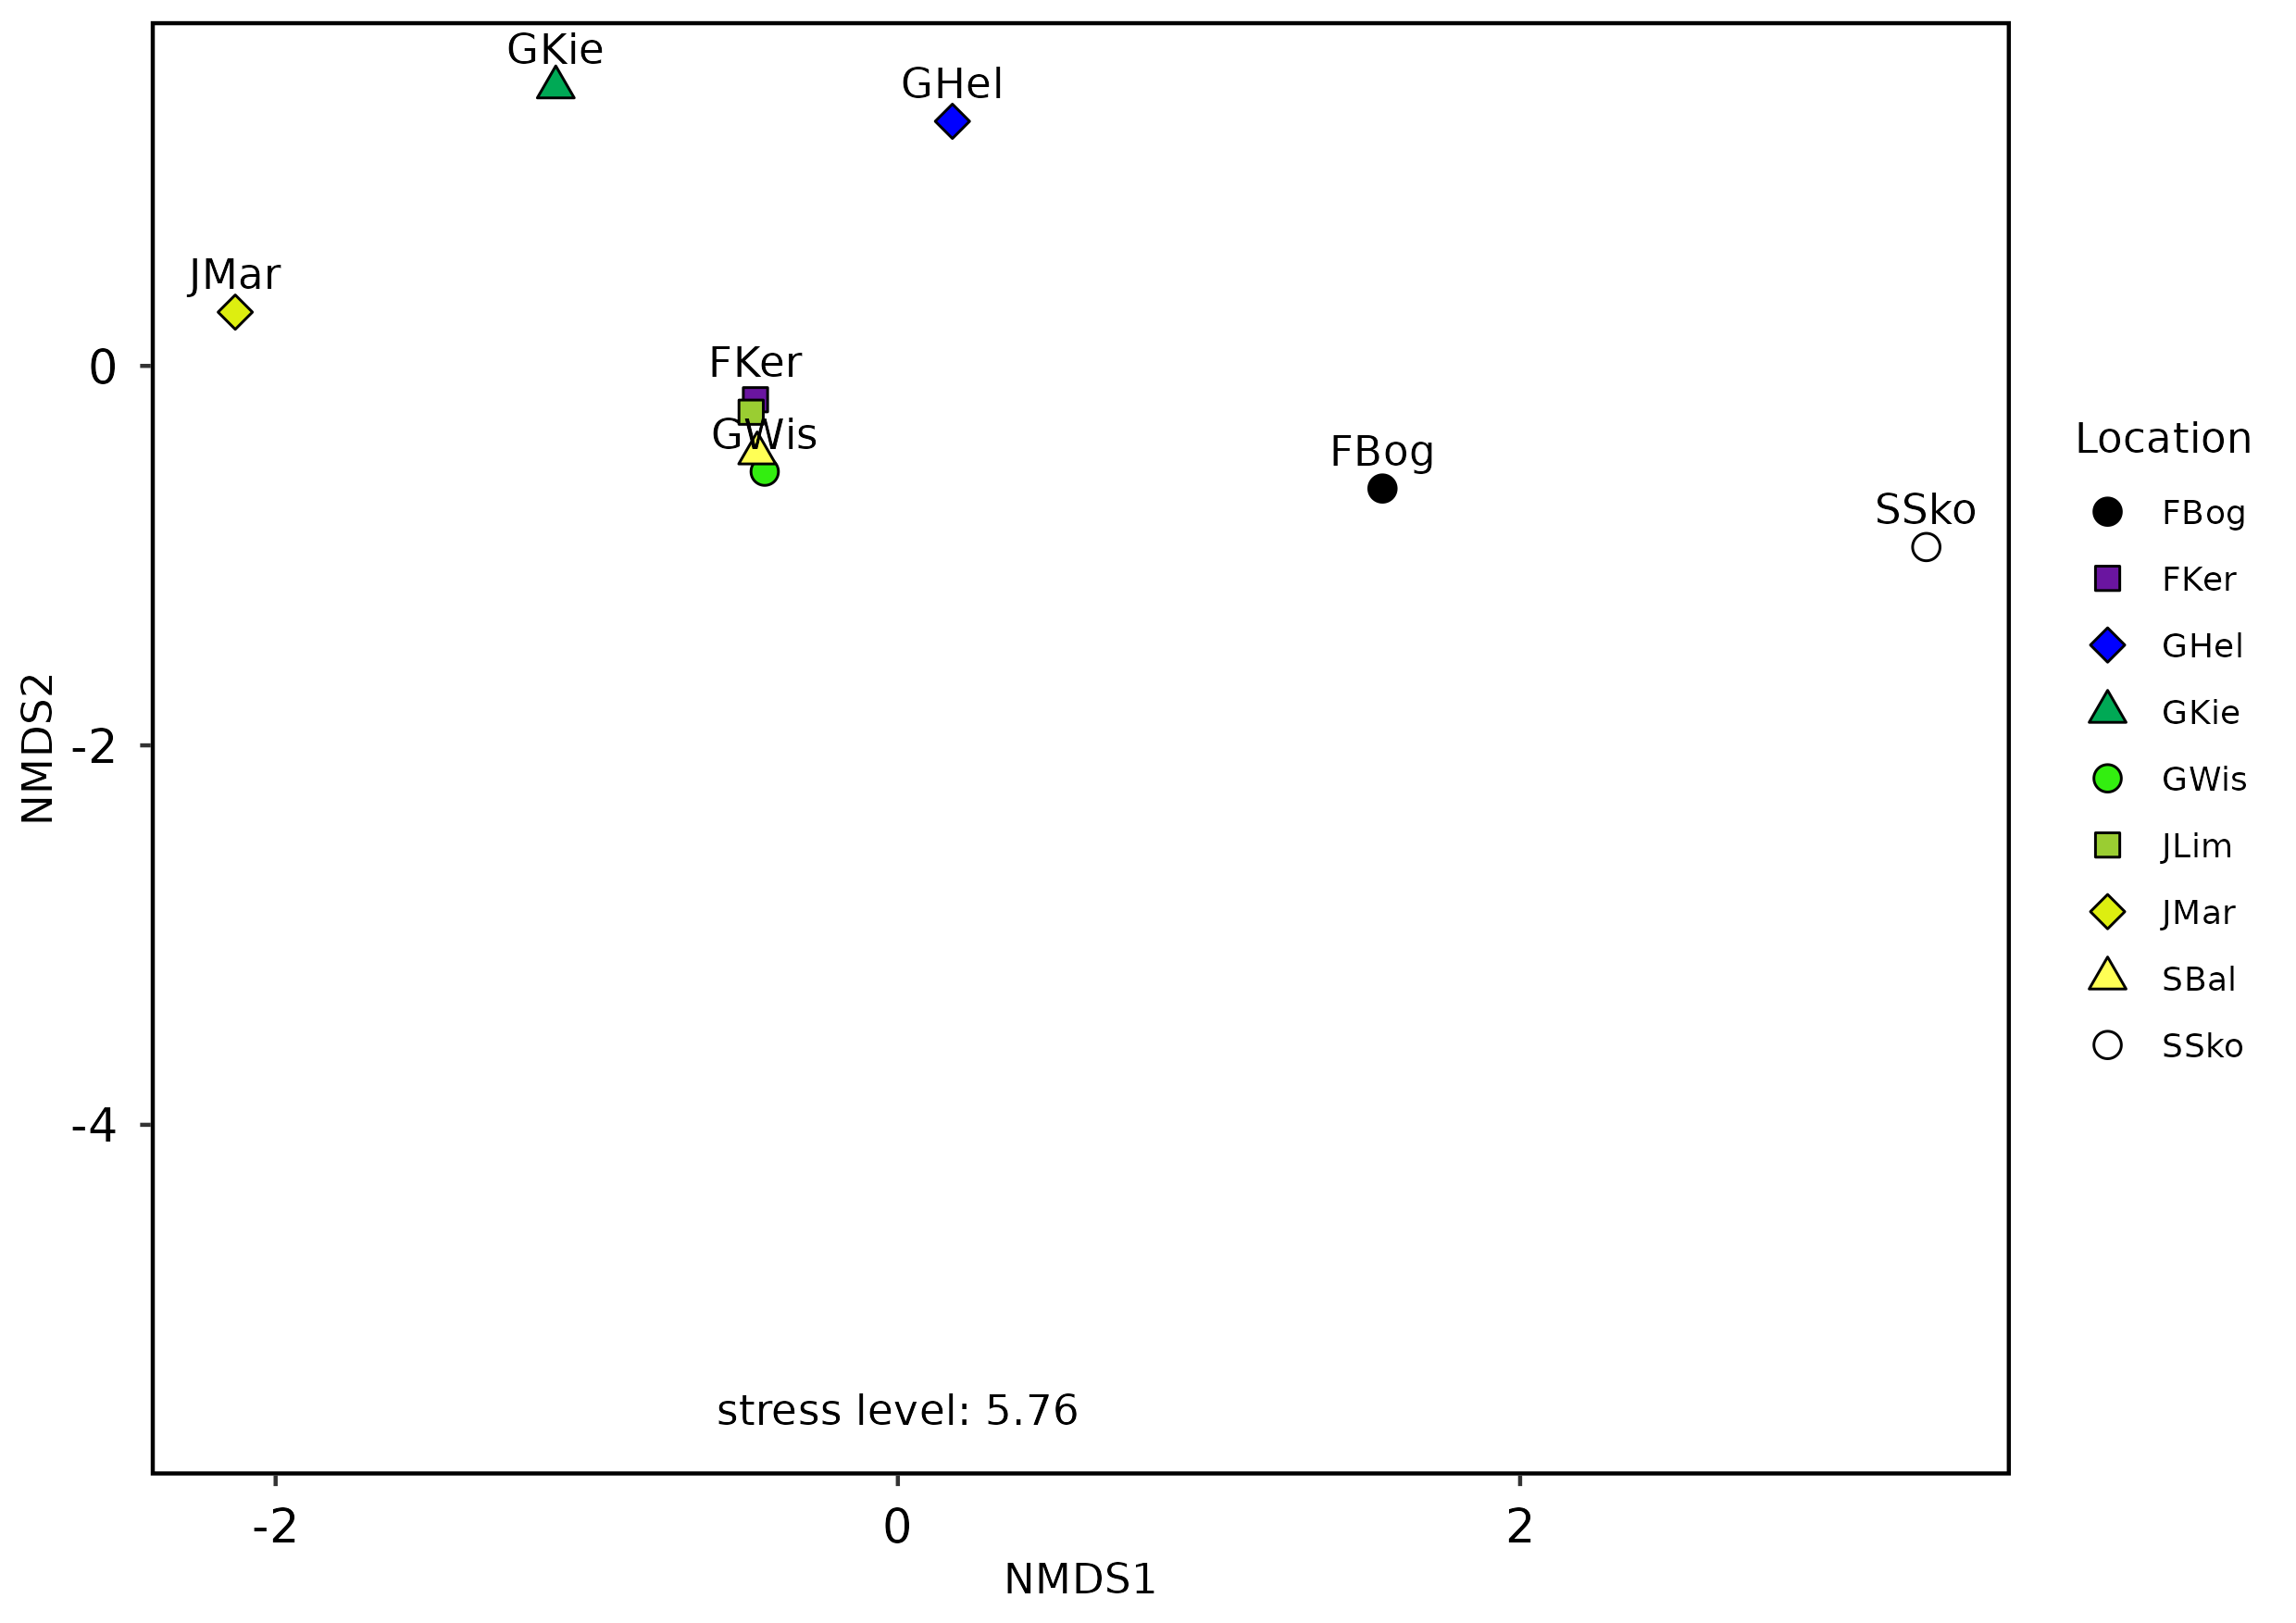 GKie
GHel
JMar
FKer
GWis
FBog
SSko
0
-2
-4
NMDS2
stress level: 5.76
-2
0
2
NMDS1
Location
FBog
FKer
GHel
GKie
GWis
JLim
JMar
SBal
SSko